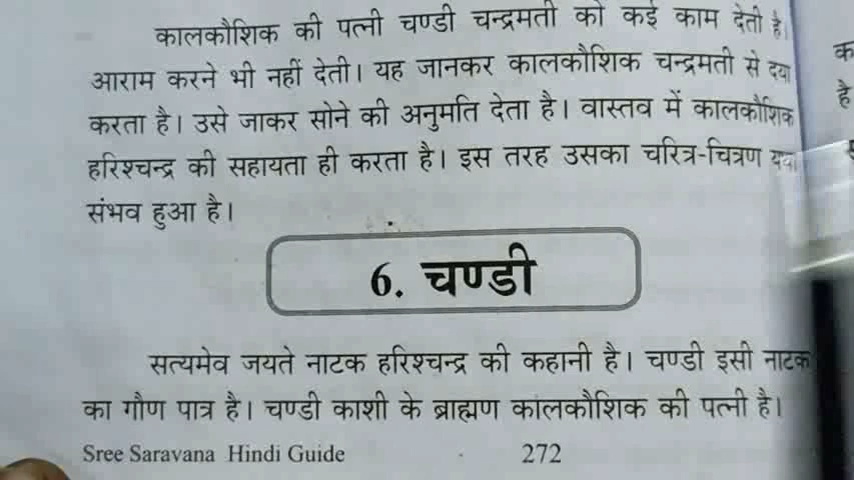 कालकौशिक की पत्नी चण्डी चन्द्रमती को कई काम देती है।
आराम करने भी नहीं देती। यह जानकर कालकौशिक चन्द्रमती से दया
करता है। उसे जाकर सोने की अनुमति देता है। वास्तव में कालकौशिक
हरिश्चन्द्र की सहायता ही करता है। इस तरह उसका चरित्र-चित्रण यथा
संभव हुआ है।
6. चण्डी
सत्यमेव जयते नाटक हरिश्चन्द्र की कहानी है। चण्डी इसी नाटक
का गौण पात्र है। चण्डी काशी के ब्राह्मण कालकौशिक की पत्नी है।
Sree Saravana Hindi Guide 272